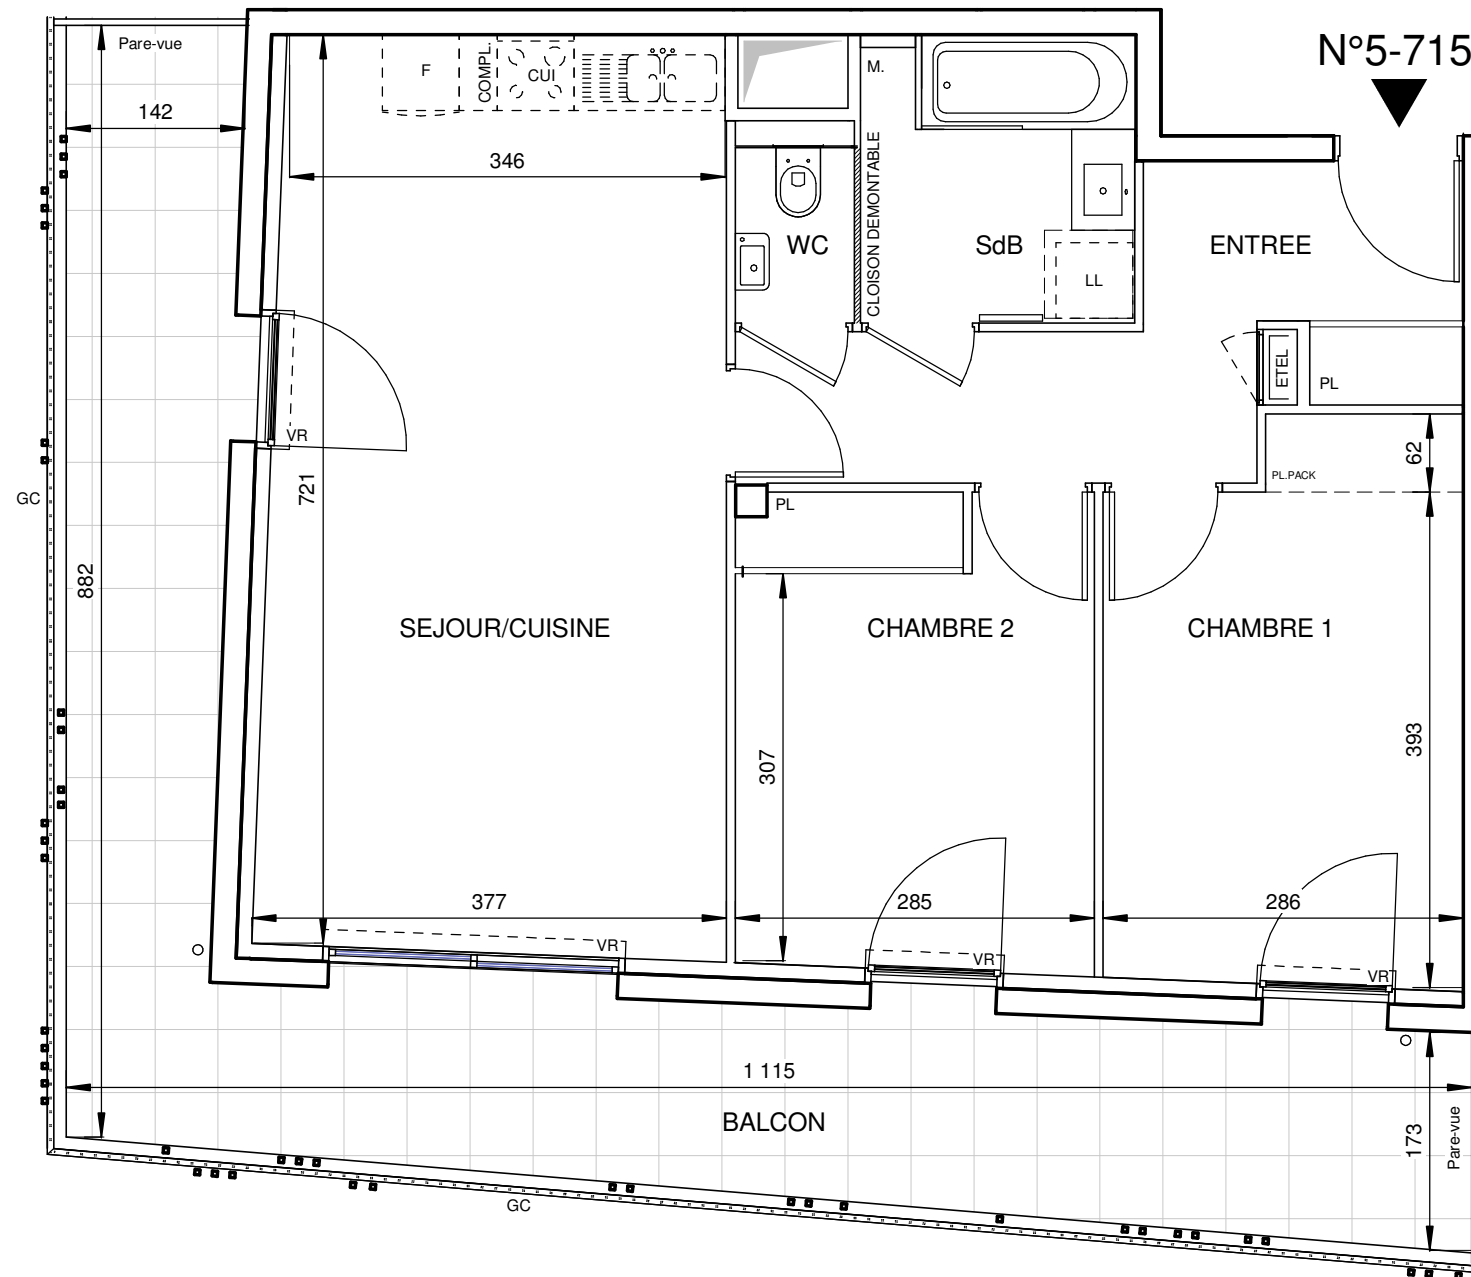 N°5-715
Pare-vue
142
F
COMPL.
CUI
M.
346
CLOISON DEMONTABLE
WC
SdB
ENTREE
LL
ETEL
PL
VR
62
PL.PACK
721
GC
PL
882
SEJOUR/CUISINE
CHAMBRE 2
CHAMBRE 1
307
393
377
285
286
VR
VR
VR
1 115
BALCON
173
Pare-vue
GC